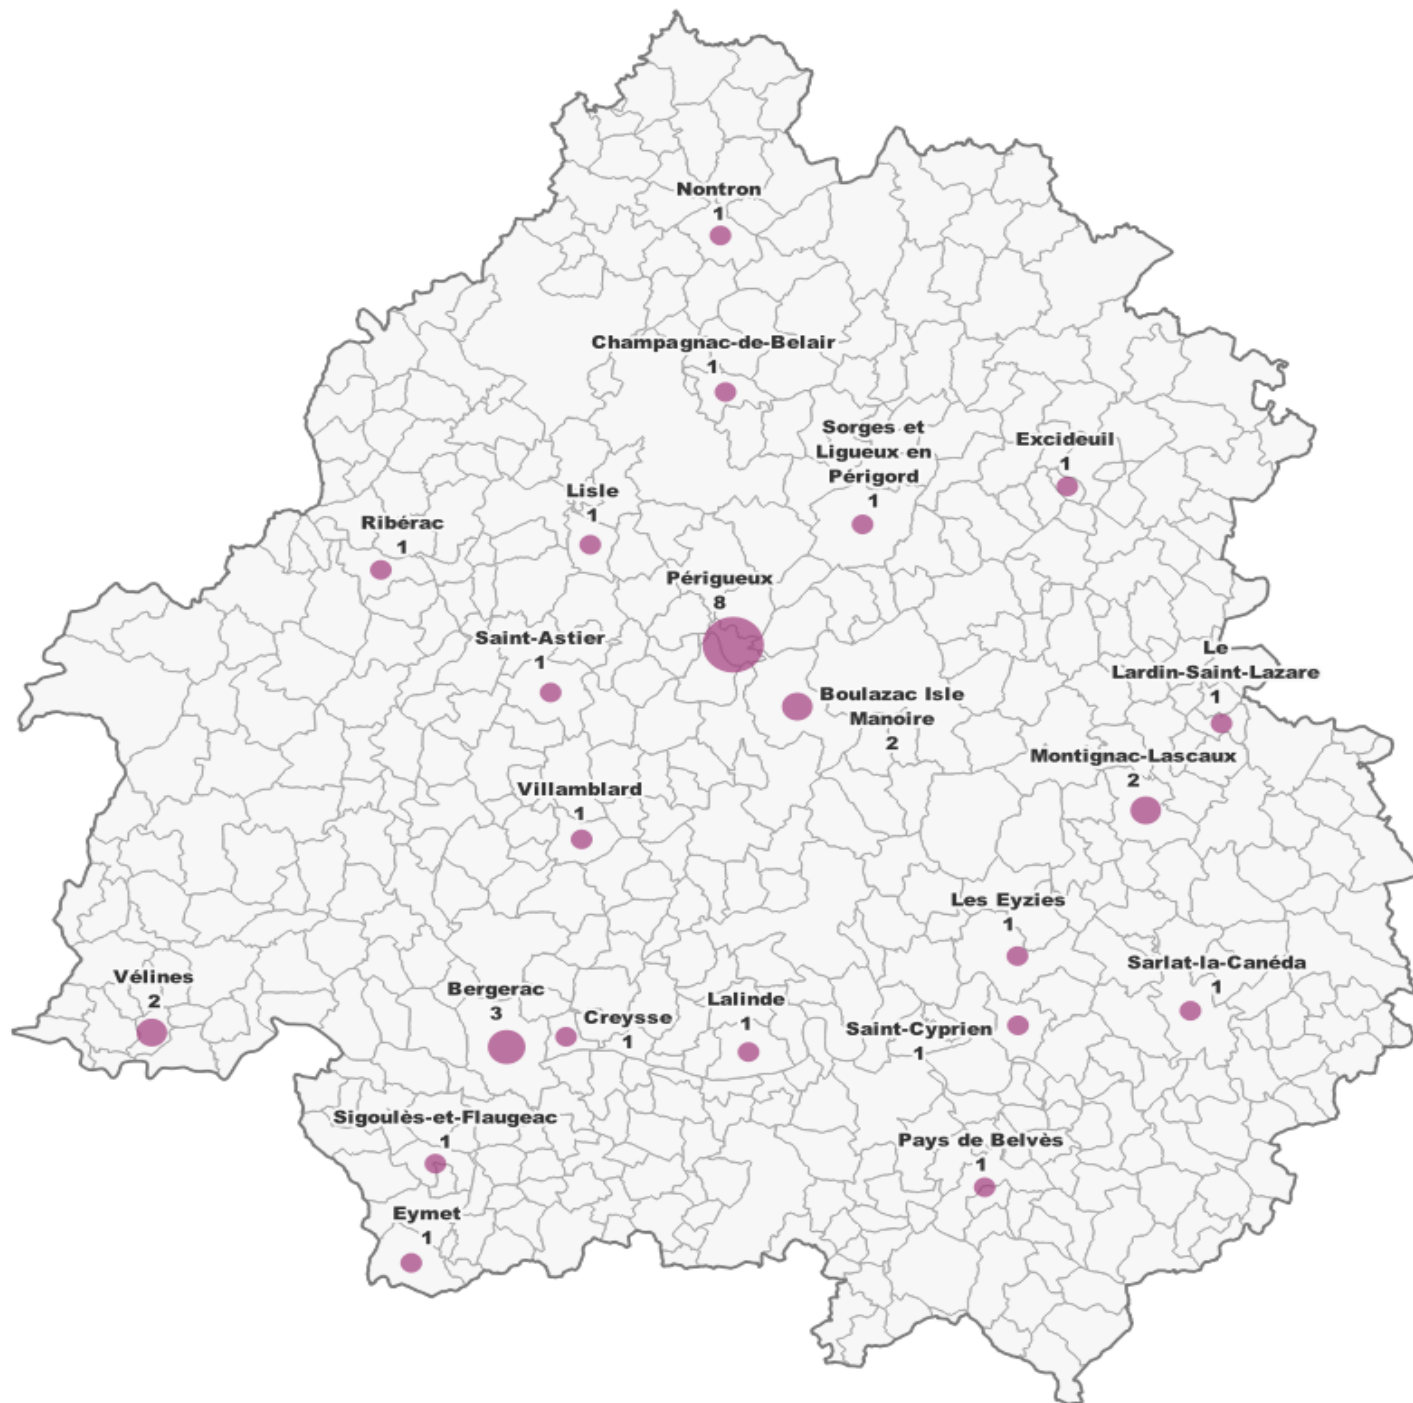 Nontron
1
Champagnac-de-Belair
1
Sorges et
Ligueux en
Périgord
1
Excideuil
1
Lisle
1
Ribérac
1
Périgueux
8
Saint-Astier
1
Le
Lardin-Saint-Lazare
1
Boulazac Isle
Manoire
2
Montignac-Lascaux
2
Villamblard
1
Les Eyzies
1
Sarlat-la-Canéda
1
Vélines
2
Bergerac
3
Creysse
1
Lalinde
1
Saint-Cyprien
1
Sigoulès-et-Flaugeac
1
Pays de Belvès
1
Eymet
1